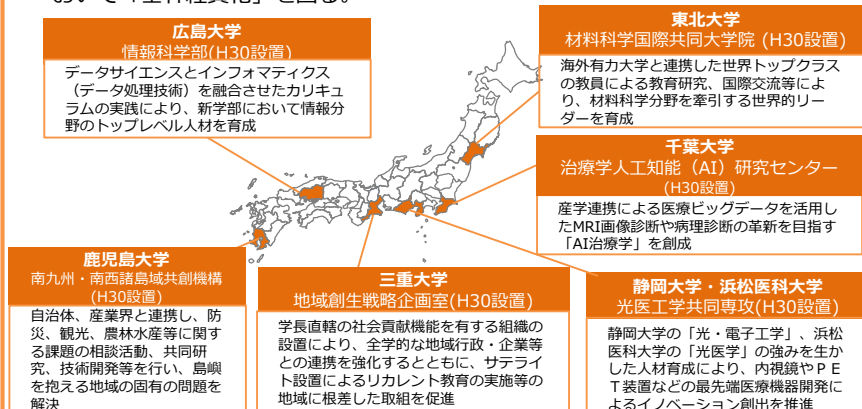 おいて「全体経費化」を図る。
広島大学
情報科学部(H30設置)
データサイエンスとインフォマティクス
（データ処理技術）を融合させたカリキュ
ラムの実践により、新学部において情報分
野のトップレベル人材を育成
東北大学
材料科学国際共同大学院 (H30設置)
海外有力大学と連携した世界トップクラス
の教員による教育研究、国際交流等によ
り、材料科学分野を牽引する世界的リー
ダーを育成
千葉大学
治療学人工知能（AI）研究センター
(H30設置)
産学連携による医療ビッグデータを活用し
たMRI画像診断や病理診断の革新を目指す
「AI治療学」を創成
鹿児島大学
南九州・南西諸島域共創機構
(H30設置)
自治体、産業界と連携し、防
災、観光、農林水産等に関す
る課題の相談活動、共同研
究、技術開発等を行い、島嶼
を抱える地域の固有の問題を
解決
三重大学
地域創生戦略企画室(H30設置)
学長直轄の社会貢献機能を有する組織の
設置により、全学的な地域行政・企業等
との連携を強化するとともに、サテライ
ト設置によるリカレント教育の実施等の
地域に根差した取組を促進
静岡大学・浜松医科大学
光医工学共同専攻(H30設置)
静岡大学の「光・電子工学」、浜松
医科大学の「光医学」の強みを生か
した人材育成により、内視鏡やＰＥ
Ｔ装置などの最先端医療機器開発に
よるイノベーション創出を推進